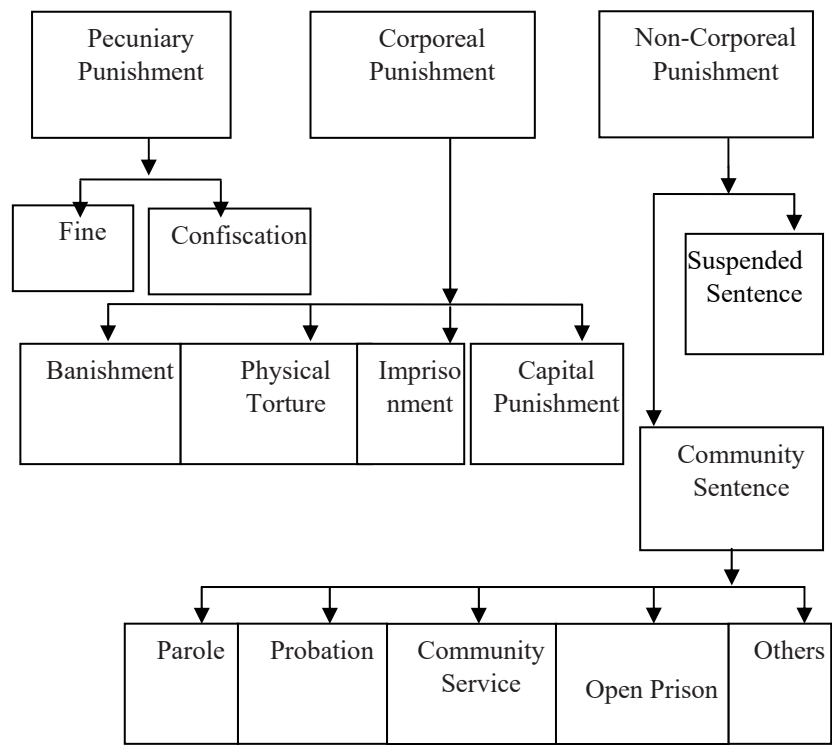 Pecuniary
Punishment
Corporeal
Punishment
Non-Corporeal
Punishment
Fine
Confiscation
Suspended
Sentence
Banishment
Physical
Torture
Impriso
nment
Capital
Punishment
Community
Sentence
Parole
Probation
Community
Service
Open Prison
Others